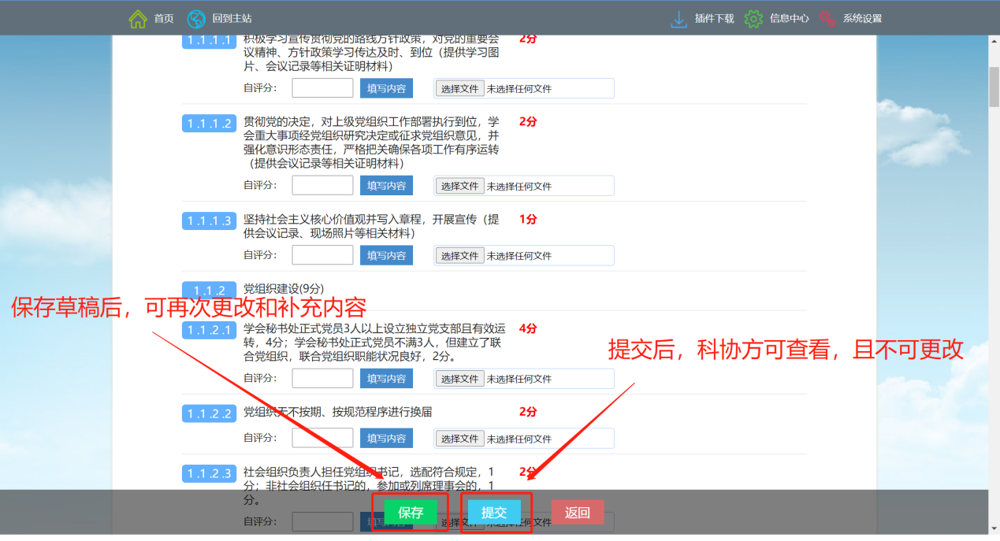 首页 回到主站 插件下载 信息中心 系统设置
1.1.1.1 积极学习宣传贯彻党的路线方针政策，对党的重要会 2分
议精神、方针政策学习传达及时、到位（提供学习图
片、会议记录等相关证明材料）
自评分： 填写内容 选择文件 未选择任何文件
1.1.1.2 贯彻党的决定，对上级党组织工作部署执行到位，学 2分
会重大事项经党组织研究决定或征求党组织意见，并
强化意识形态责任，严格把关确保各项工作有序运转
（提供会议记录等相关证明材料）
自评分： 填写内容 选择文件 未选择任何文件
1.1.1.3 坚持社会主义核心价值观并写入章程，开展宣传（提 1分
供会议记录、现场照片等相关材料）
自评分： 填写内容 选择文件 未选择任何文件
1.1.2 党组织建设(9分)
保存草稿后，可再次更改和补充内容
1.1.2.1 学会秘书处正式党员3人以上设立独立党支部且有效运 4分
转，4分；学会秘书处正式党员不满3人，但建立了联
合党组织，联合党组织职能状况良好，2分。
提交后，科协方可查看，且不可更改
自评分： 填写内容 选择文件 未选择任何文件
1.1.2.2 党组织无不按期、按规范程序进行换届 2分
自评分： 填写内容 选择文件 未选择任何文件
1.1.2.3 社会组织负责人担任党组织书记，选配符合规定，1 2分
分；非社会组织任书记的，参加或列席理事会的，1
分。
自评分： 填写内容 选择文件 未选择任何文件
保存 提交 返回